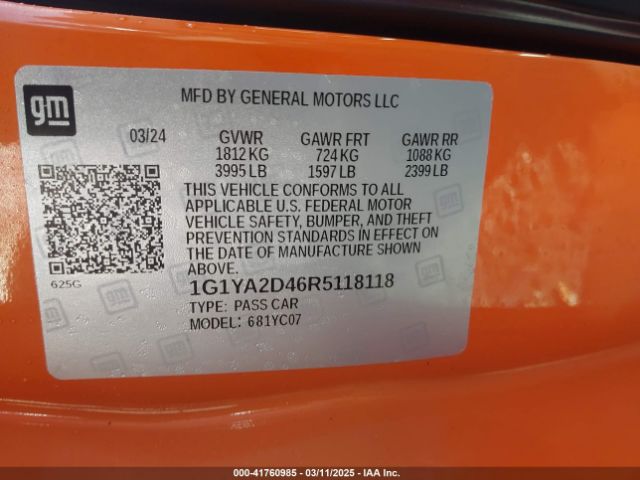 gm
MFD BY GENERAL MOTORS LLC
03/24 GVWR GAWR FRT GAWR RR
1812 KG 724 KG 1088 KG
3995 LB 1597 LB 2399 LB
THIS VEHICLE CONFORMS TO ALL
APPLICABLE U.S. FEDERAL MOTOR
VEHICLE SAFETY, BUMPER, AND THEFT
PREVENTION STANDARDS IN EFFECT ON
THE DATE OF MANUFACTURE SHOWN
ABOVE.
625G
1G1YA2D46R5118118
TYPE: PASS CAR
MODEL: 681YC07
000-41760985 - 03/11/2025 - IAA Inc.